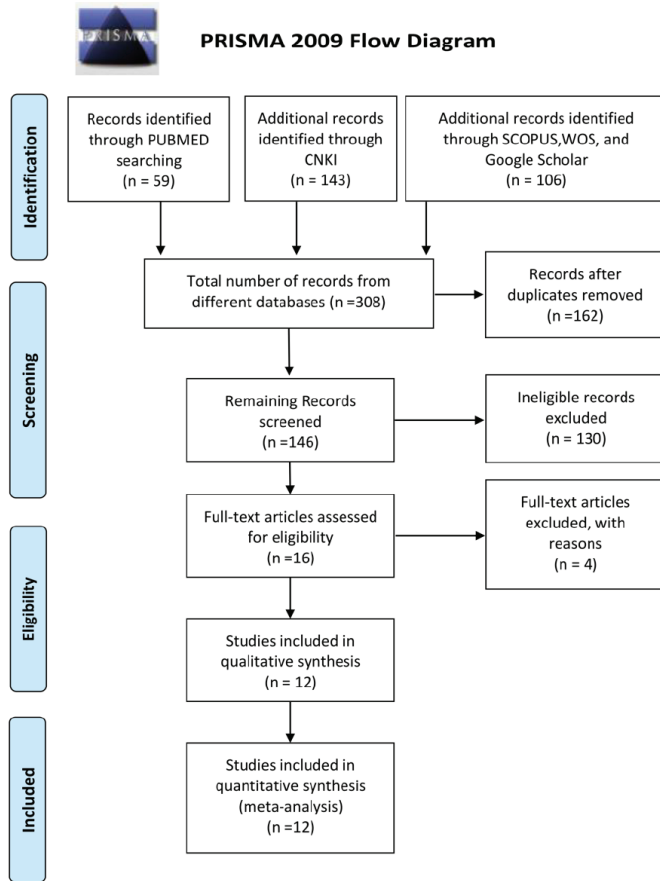 PRISMA
PRISMA 2009 Flow Diagram
Identification
Records identified
through PUBMED
searching
(n = 59)
Additional records
identified through
CNKI
(n = 143)
Additional records identified
through SCOPUS,WOS, and
Google Scholar
(n = 106)
Total number of records from
different databases (n =308)
Records after
duplicates removed
(n =162)
Screening
Remaining Records
screened
(n =146)
Ineligible records
excluded
(n = 130)
Full-text articles assessed
for eligibility
(n =16)
Full-text articles
excluded, with
reasons
(n = 4)
Eligibility
Studies included in
qualitative synthesis
(n = 12)
Included
Studies included in
quantitative synthesis
(meta-analysis)
(n =12)